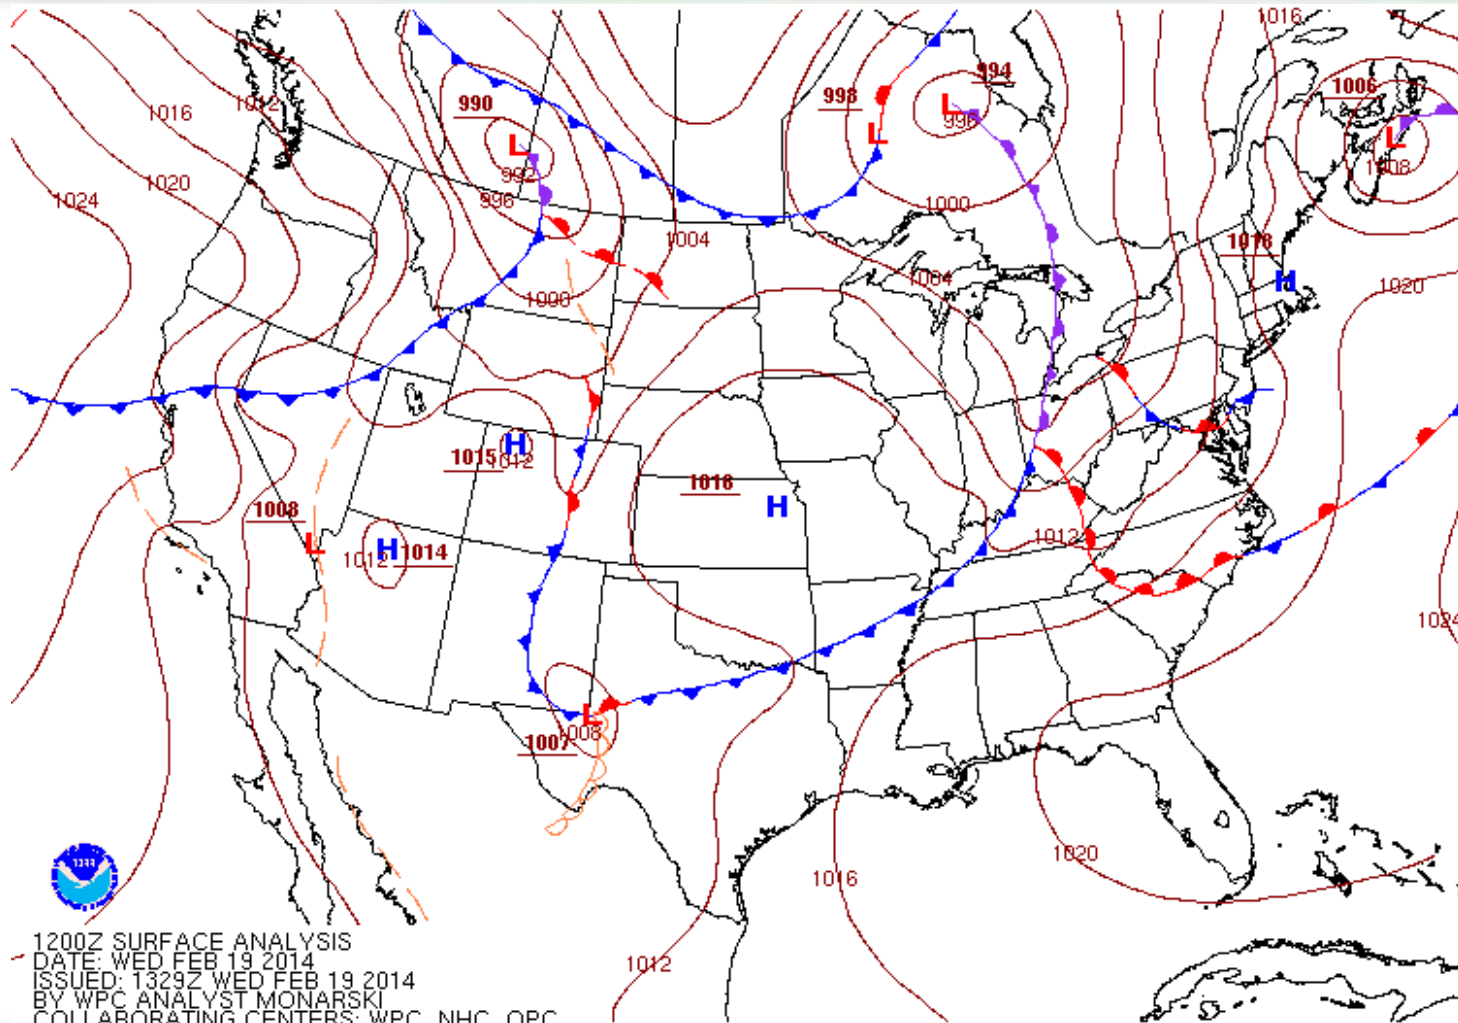 1016
1012
1016
1020
1024
990
L
992
996
1000
1004
998
L
994
L
996
1000
1004
1016
1006
L
1008
1018
H
1020
1015
H
1012
1008
L
H
1014
1012
1018
H
1012
1024
L
1008
1007
1020
1016
1012
1200Z SURFACE ANALYSIS
DATE: WED FEB 19 2014
ISSUED: 1329Z WED FEB 19 2014
BY WPC ANALYST MONARSKI
COLLABORATING CENTERS: WPC, NHC, OPC